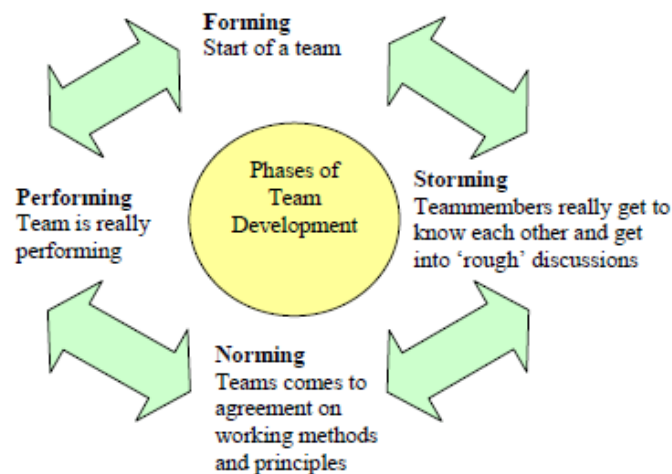 Forming
Start of a team
Phases of
Team
Development
Performing
Team is really
performing
Storming
Teammembers really get to
know each other and get
into ‘rough’ discussions
Norming
Teams comes to
agreement on
working methods
and principles